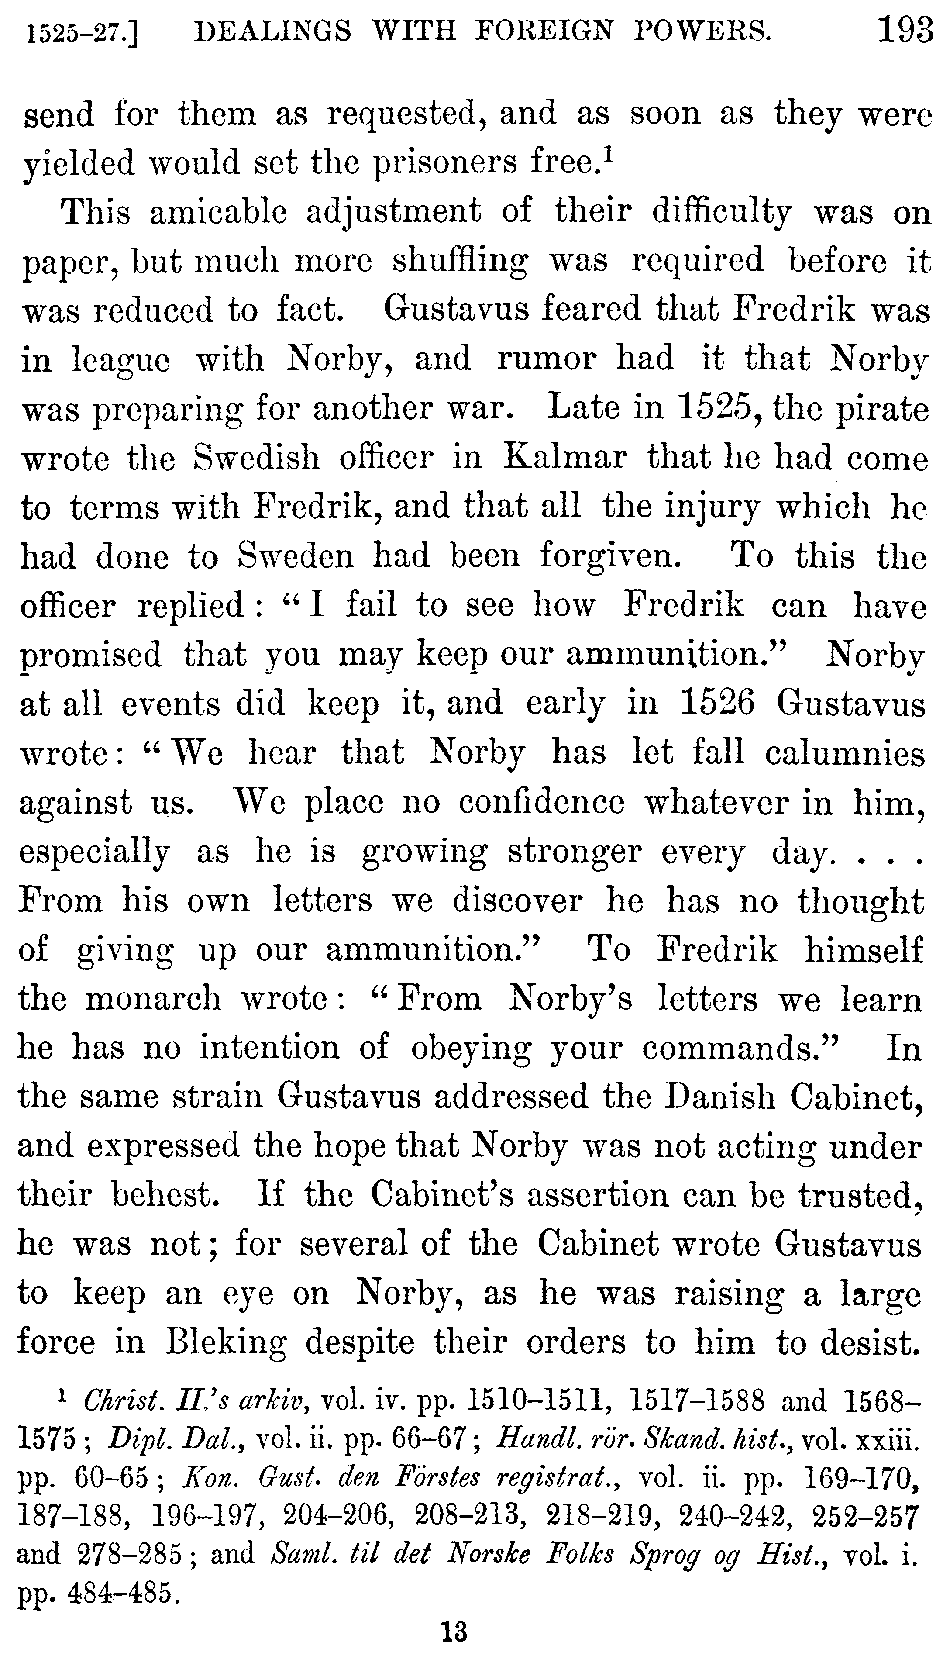 1525–27.] DEALINGS WITH FOREIGN POWERS. 193
send for them as requested, and as soon as they were
yielded would set the prisoners free.¹
This amicable adjustment of their difficulty was on
paper, but much more shuffling was required before it
was reduced to fact. Gustavus feared that Fredrik was
in league with Norby, and rumor had it that Norby
was preparing for another war. Late in 1525, the pirate
wrote the Swedish officer in Kalmar that he had come
to terms with Fredrik, and that all the injury which he
had done to Sweden had been forgiven. To this the
officer replied: “I fail to see how Fredrik can have
promised that you may keep our ammunition.” Norby
at all events did keep it, and early in 1526 Gustavus
wrote: “We hear that Norby has let fall calumnies
against us. We place no confidence whatever in him,
especially as he is growing stronger every day. . . .
From his own letters we discover he has no thought
of giving up our ammunition.” To Fredrik himself
the monarch wrote: “From Norby’s letters we learn
he has no intention of obeying your commands.” In
the same strain Gustavus addressed the Danish Cabinet,
and expressed the hope that Norby was not acting under
their behest. If the Cabinet’s assertion can be trusted,
he was not; for several of the Cabinet wrote Gustavus
to keep an eye on Norby, as he was raising a large
force in Bleking despite their orders to him to desist.
¹ Christ. II.’s arkiv, vol. iv. pp. 1510–1511, 1517–1588 and 1568–
1575; Dipl. Dal., vol. ii. pp. 66–67; Handl. rör. Skand. hist., vol. xxiii.
pp. 60–65; Kon. Gust. den Förstes registrat., vol. ii. pp. 169–170,
187–188, 196–197, 204–206, 208–213, 218–219, 240–242, 252–257
and 278–285; and Saml. til det Norske Folks Sprog og Hist., vol. i.
pp. 484–485.
13